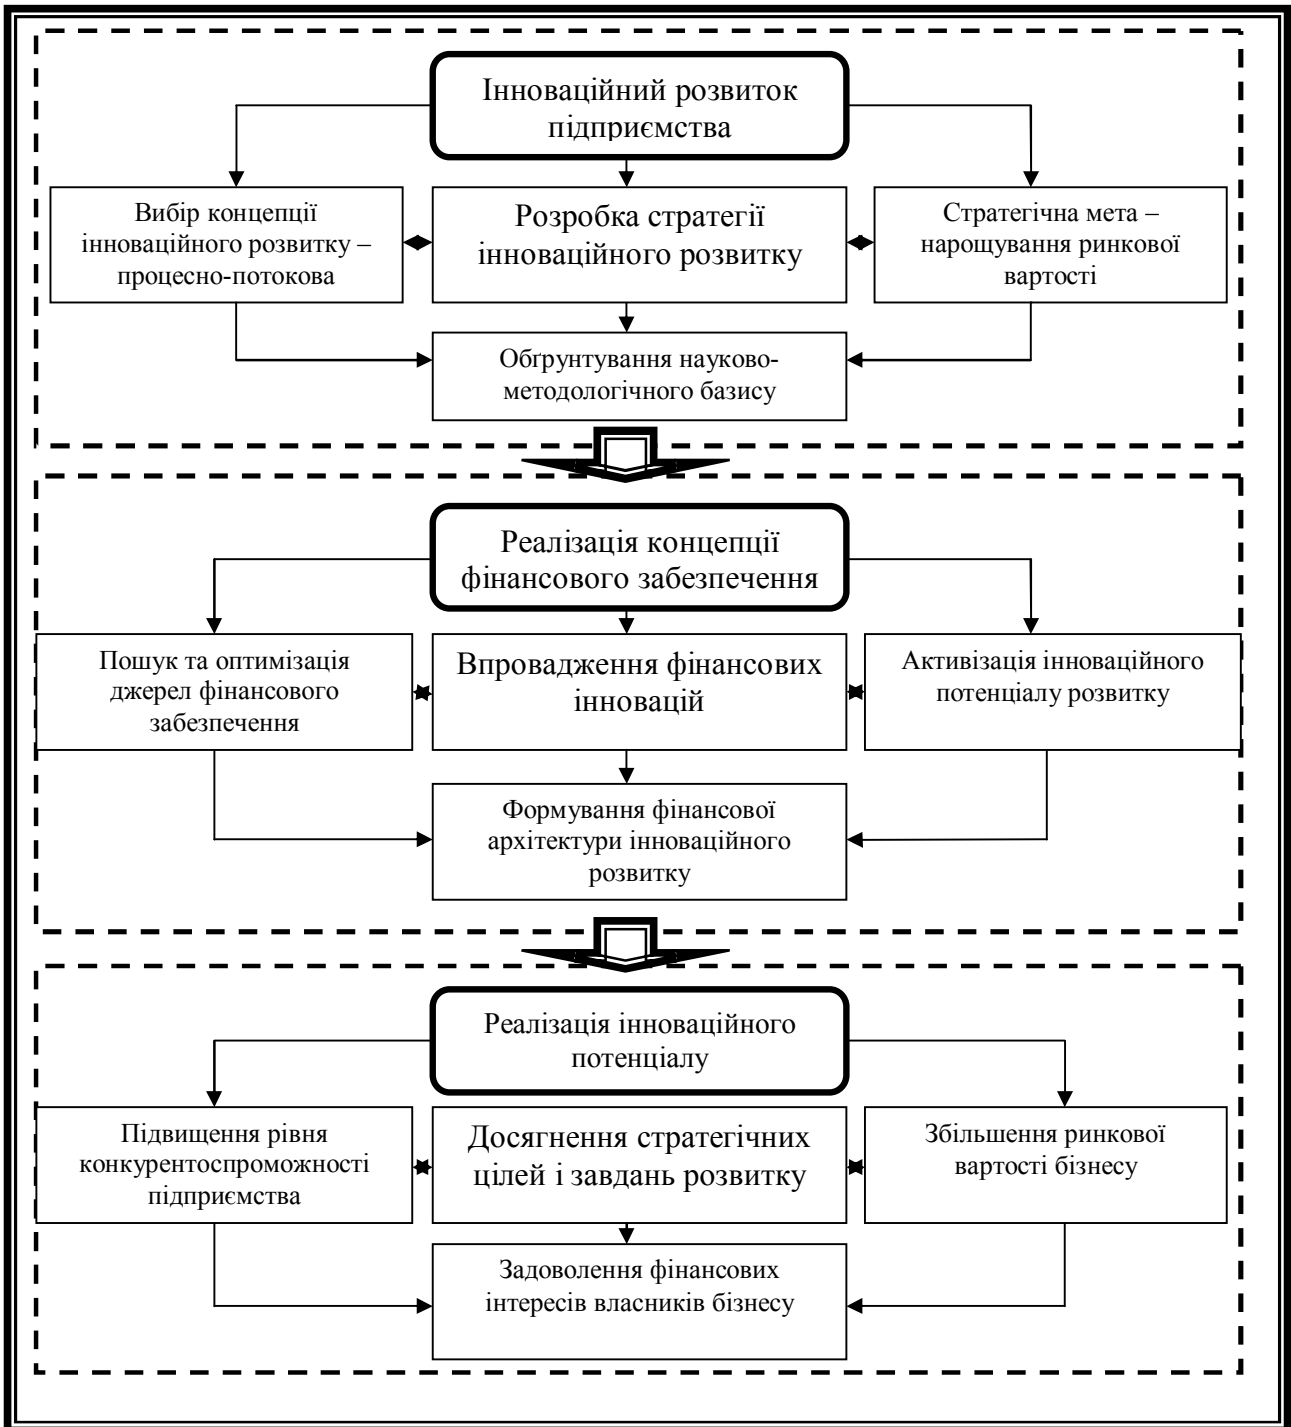 Інноваційний розвиток
підприємства
Вибір концепції
інноваційного розвитку –
процесно-потокова
Розробка стратегії
інноваційного розвитку
Стратегічна мета –
нарощування ринкової
вартості
Обґрунтування науково-
методологічного базису
Реалізація концепції
фінансового забезпечення
Пошук та оптимізація
джерел фінансового
забезпечення
Впровадження фінансових
інновацій
Активізація інноваційного
потенціалу розвитку
Формування фінансової
архітектури інноваційного
розвитку
Реалізація інноваційного
потенціалу
Підвищення рівня
конкурентоспроможності
підприємства
Досягнення стратегічних
цілей і завдань розвитку
Збільшення ринкової
вартості бізнесу
Задоволення фінансових
інтересів власників бізнесу